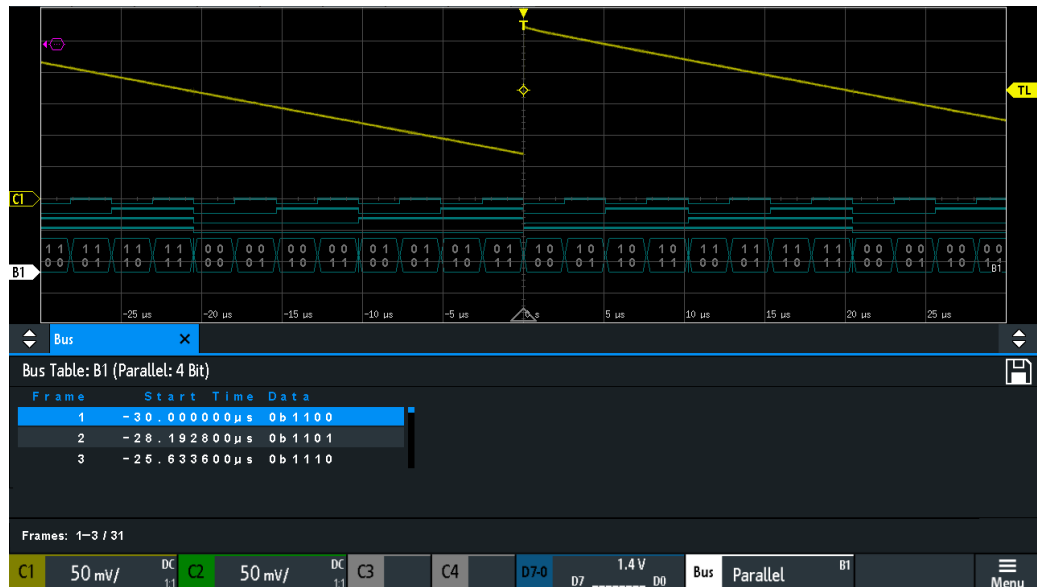 T
TL
C1
11 11 11 11 00 00 00 00 01 01 01 01 10 10 10 10 11 11 11 11 00 00 00 00
00 01 10 11 00 01 10 11 00 01 10 11 00 01 10 11 00 01 10 11 00 01 10 11
B1
B1
-25 µs -20 µs -15 µs -10 µs -5 µs 0 s 5 µs 10 µs 15 µs 20 µs 25 µs
Bus ×
Bus Table: B1 (Parallel: 4 Bit)
Frame Start Time Data
1 -30.000000µs 0b1100
2 -28.192800µs 0b1101
3 -25.633600µs 0b1110
Frames: 1-3 / 31
C1 50 mV/ DC 1:1 C2 50 mV/ DC 1:1 C3 C4 D7-0 1.4 V D7 D0 Bus Parallel B1 Menu